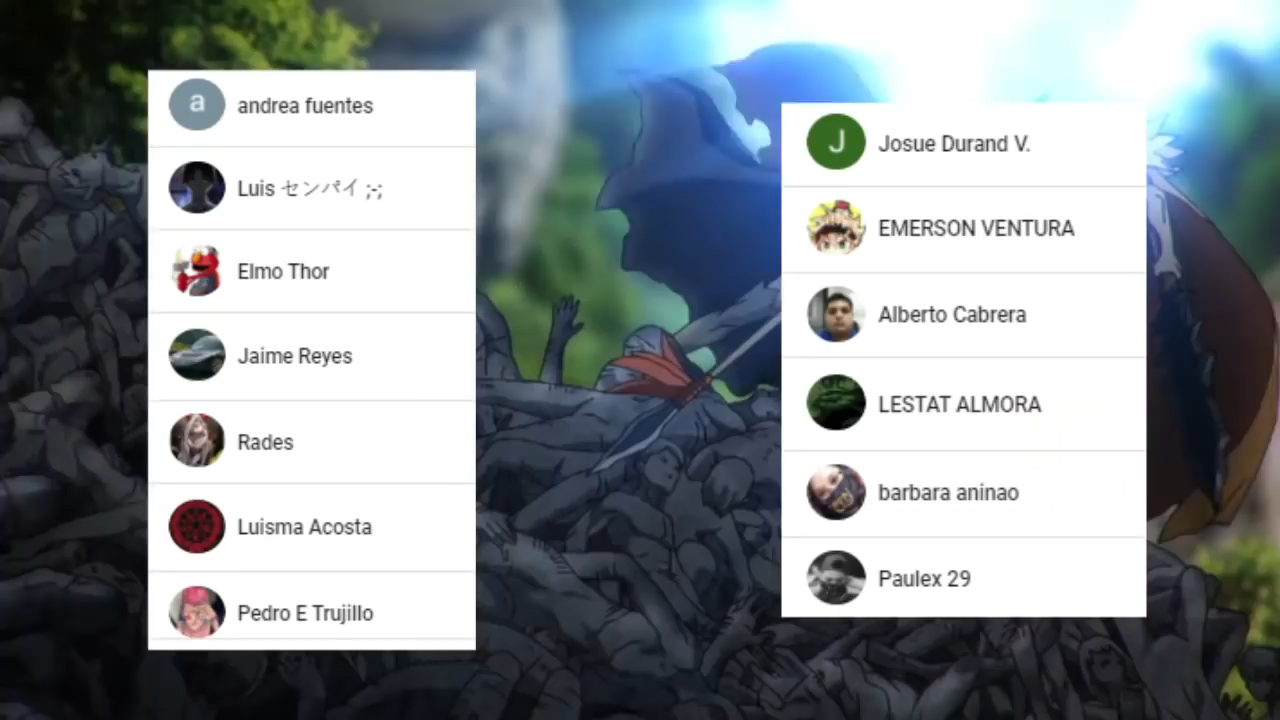 a
andrea fuentes
Luis センパイ ;-;
Elmo Thor
Jaime Reyes
Rades
Luisma Acosta
Pedro E Trujillo
J
Josue Durand V.
EMERSON VENTURA
Alberto Cabrera
LESTAT ALMORA
barbara aninao
Paulex 29